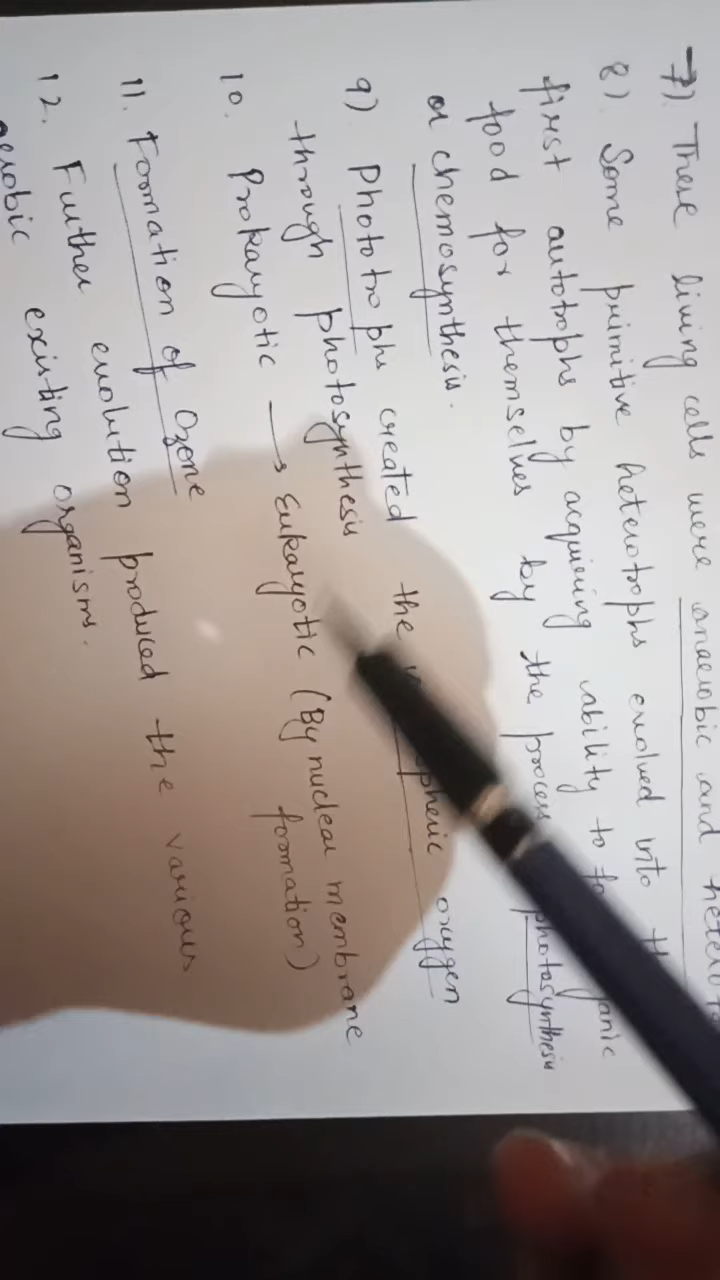 7) These living cells were anaerobic and
8) Some primitive heterotrophs evolved into
first autotrophs by acquiering ability to
food for themselves by the process photosynthesis
or chemosynthesis.
9) Phototrophs created the oxygen
through photosynthesis
10. Prokaryotic → Eukaryotic (By nuclear membrane
formation)
11. Formation of Ozone
12. Further evolution produced the various
aerobic existing organisms.